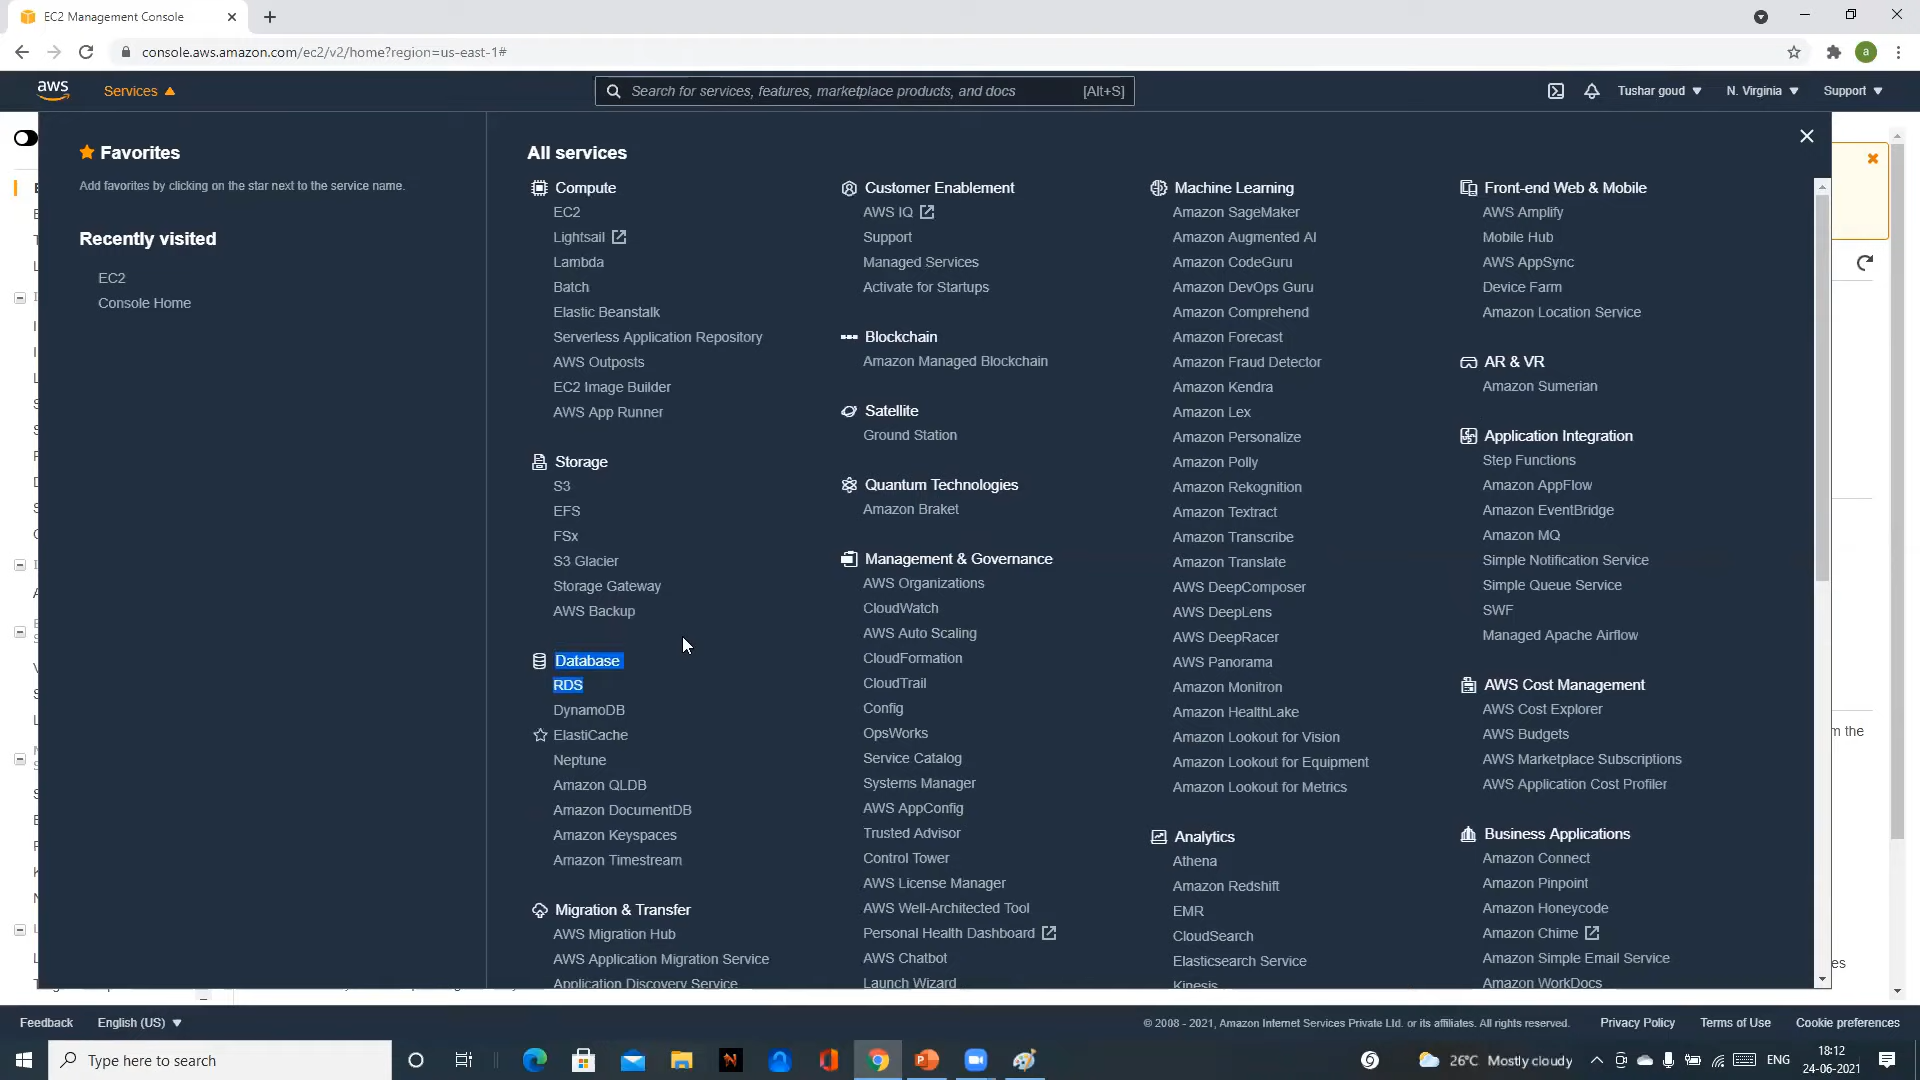 EC2 Management Console
console.aws.amazon.com/ec2/v2/home?region=us-east-1#
a
aws
Services
Search for services, features, marketplace products, and docs
[Alt+S]
Tushar goud
N. Virginia
Support
Favorites
Add favorites by clicking on the star next to the service name.
Recently visited
EC2
Console Home
All services
Compute
EC2
Lightsail
Lambda
Batch
Elastic Beanstalk
Serverless Application Repository
AWS Outposts
EC2 Image Builder
AWS App Runner
Storage
S3
EFS
FSx
S3 Glacier
Storage Gateway
AWS Backup
Database
RDS
DynamoDB
ElastiCache
Neptune
Amazon QLDB
Amazon DocumentDB
Amazon Keyspaces
Amazon Timestream
Migration & Transfer
AWS Migration Hub
AWS Application Migration Service
Application Discovery Service
Customer Enablement
AWS IQ
Support
Managed Services
Activate for Startups
Blockchain
Amazon Managed Blockchain
Satellite
Ground Station
Quantum Technologies
Amazon Braket
Management & Governance
AWS Organizations
CloudWatch
AWS Auto Scaling
CloudFormation
CloudTrail
Config
OpsWorks
Service Catalog
Systems Manager
AWS AppConfig
Trusted Advisor
Control Tower
AWS License Manager
AWS Well-Architected Tool
Personal Health Dashboard
AWS Chatbot
Launch Wizard
Machine Learning
Amazon SageMaker
Amazon Augmented AI
Amazon CodeGuru
Amazon DevOps Guru
Amazon Comprehend
Amazon Forecast
Amazon Fraud Detector
Amazon Kendra
Amazon Lex
Amazon Personalize
Amazon Polly
Amazon Rekognition
Amazon Textract
Amazon Transcribe
Amazon Translate
AWS DeepComposer
AWS DeepLens
AWS DeepRacer
AWS Panorama
Amazon Monitron
Amazon HealthLake
Amazon Lookout for Vision
Amazon Lookout for Equipment
Amazon Lookout for Metrics
Analytics
Athena
Amazon Redshift
EMR
CloudSearch
Elasticsearch Service
Kinesis
Front-end Web & Mobile
AWS Amplify
Mobile Hub
AWS AppSync
Device Farm
Amazon Location Service
AR & VR
Amazon Sumerian
Application Integration
Step Functions
Amazon AppFlow
Amazon EventBridge
Amazon MQ
Simple Notification Service
Simple Queue Service
SWF
Managed Apache Airflow
AWS Cost Management
AWS Cost Explorer
AWS Budgets
AWS Marketplace Subscriptions
AWS Application Cost Profiler
Business Applications
Amazon Connect
Amazon Pinpoint
Amazon Honeycode
Amazon Chime
Amazon Simple Email Service
Amazon WorkDocs
m the
es
Feedback
English (US)
© 2008 - 2021, Amazon Internet Services Private Ltd. or its affiliates. All rights reserved.
Privacy Policy
Terms of Use
Cookie preferences
Type here to search
26°C Mostly cloudy
ENG
18:12
24-06-2021